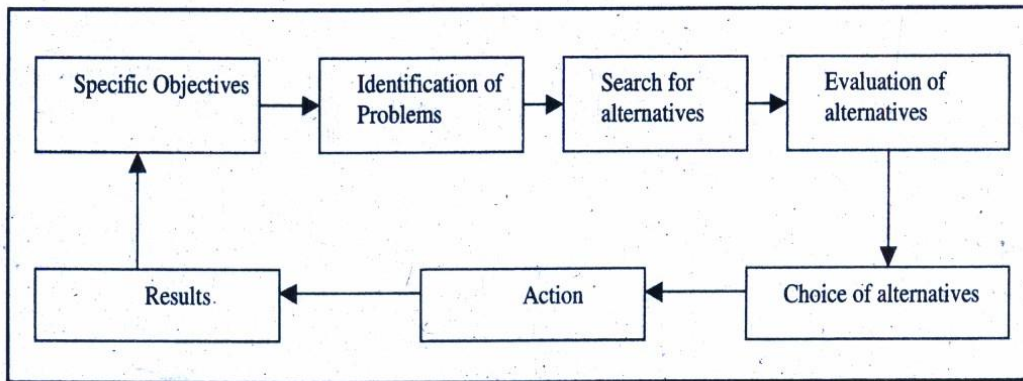 Specific Objectives
Identification of
Problems
Search for
alternatives
Evaluation of
alternatives
Choice of alternatives
Action
Results